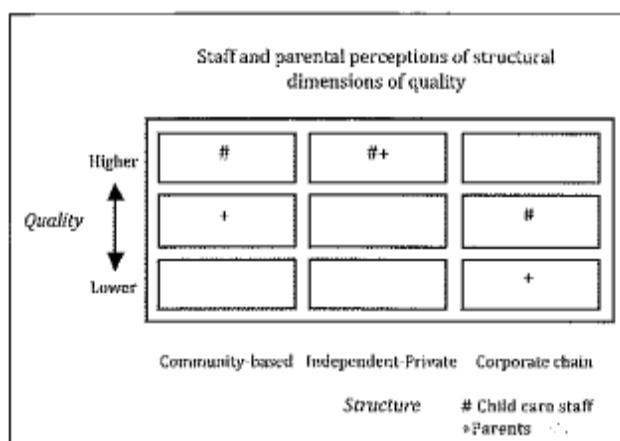 Staff and parental perceptions of structural
dimensions of quality
Higher # #+
Quality + #
Lower +
Community-based Independent-Private Corporate chain
Structure # Child care staff
+Parents